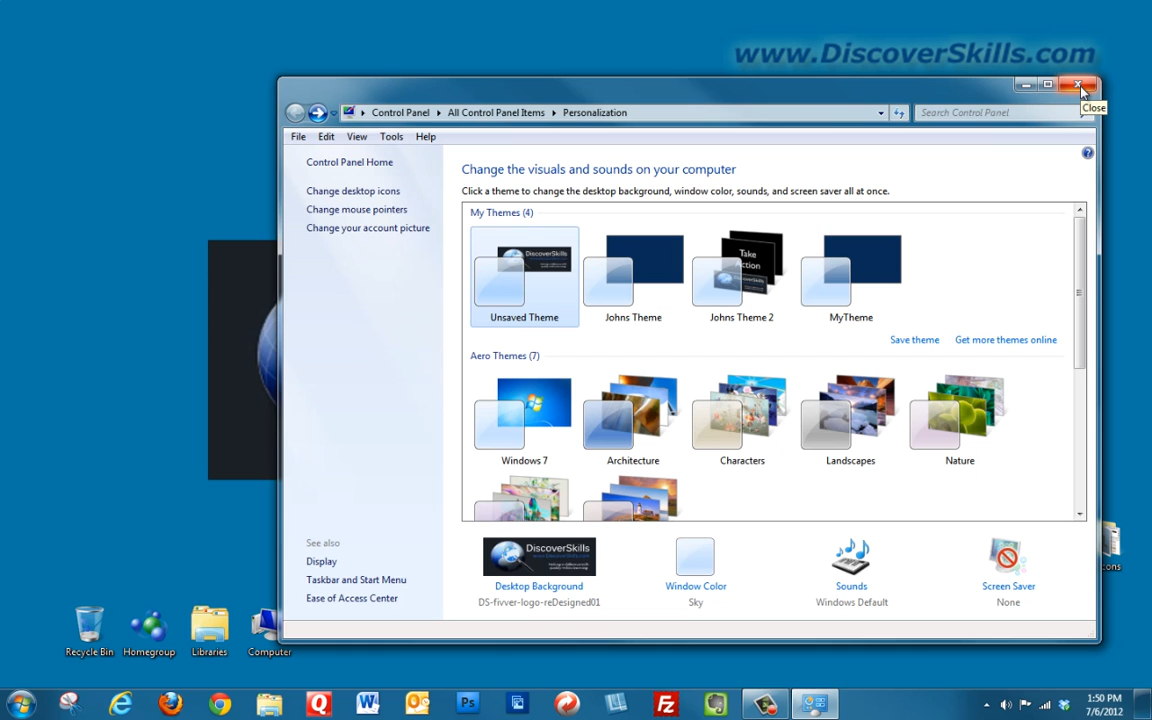 www.DiscoverSkills.com
Control Panel
All Control Panel Items
Personalization
Search Control Panel
Close
File Edit View Tools Help
Control Panel Home
Change desktop icons
Change mouse pointers
Change your account picture
Change the visuals and sounds on your computer
Click a theme to change the desktop background, window color, sounds, and screen saver all at once.
My Themes (4)
DiscoverSkills
Take
Action
Unsaved Theme
Johns Theme
Johns Theme 2
MyTheme
Save theme
Get more themes online
Aero Themes (7)
Windows 7
Architecture
Characters
Landscapes
Nature
See also
Display
Taskbar and Start Menu
Ease of Access Center
DiscoverSkills
Desktop Background
DS-fivver-logo-reDesigned01
Window Color
Sky
Sounds
Windows Default
Screen Saver
None
Recycle Bin
Homegroup
Libraries
Computer
cons
1:50 PM
7/6/2012